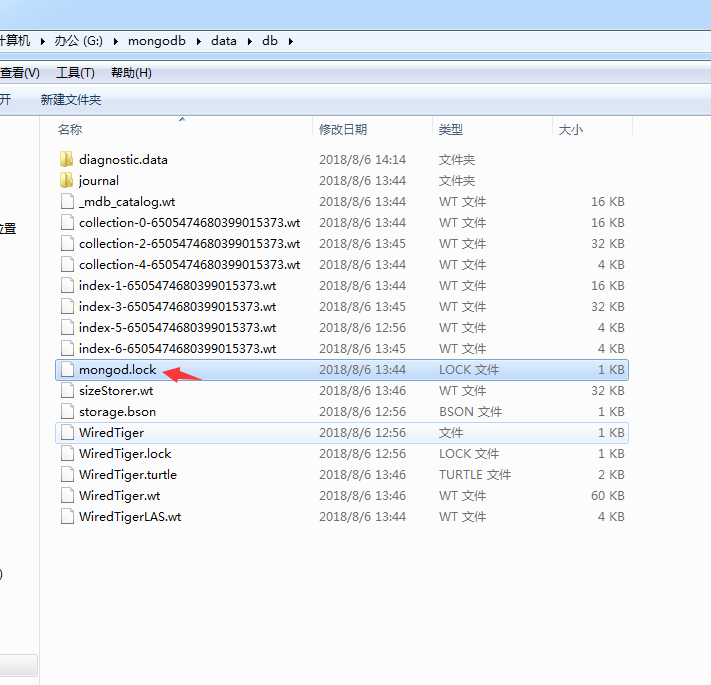 计算机 ▸ 办公 (G:) ▸ mongodb ▸ data ▸ db ▸
查看(V) 工具(T) 帮助(H)
开 新建文件夹
名称 修改日期 类型 大小
diagnostic.data 2018/8/6 14:14 文件夹
journal 2018/8/6 13:44 文件夹
_mdb_catalog.wt 2018/8/6 13:44 WT 文件 16 KB
collection-0-6505474680399015373.wt 2018/8/6 13:44 WT 文件 16 KB
collection-2-6505474680399015373.wt 2018/8/6 13:45 WT 文件 32 KB
collection-4-6505474680399015373.wt 2018/8/6 13:44 WT 文件 4 KB
index-1-6505474680399015373.wt 2018/8/6 13:44 WT 文件 16 KB
index-3-6505474680399015373.wt 2018/8/6 13:45 WT 文件 32 KB
index-5-6505474680399015373.wt 2018/8/6 12:56 WT 文件 4 KB
index-6-6505474680399015373.wt 2018/8/6 13:45 WT 文件 4 KB
mongod.lock 2018/8/6 13:44 LOCK 文件 1 KB
sizeStorer.wt 2018/8/6 13:46 WT 文件 32 KB
storage.bson 2018/8/6 12:56 BSON 文件 1 KB
WiredTiger 2018/8/6 12:56 文件 1 KB
WiredTiger.lock 2018/8/6 12:56 LOCK 文件 1 KB
WiredTiger.turtle 2018/8/6 13:46 TURTLE 文件 2 KB
WiredTiger.wt 2018/8/6 13:46 WT 文件 60 KB
WiredTigerLAS.wt 2018/8/6 13:44 WT 文件 4 KB
位置
)